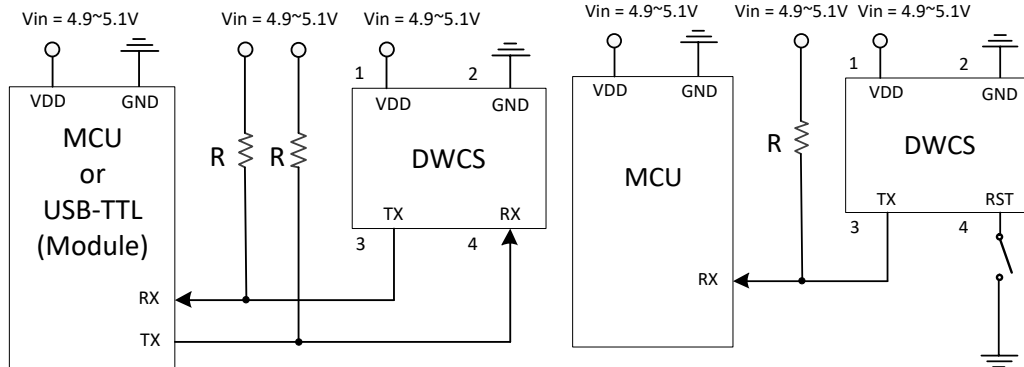 Vin = 4.9~5.1V
Vin = 4.9~5.1V
VDD
GND
MCU
or
USB-TTL
(Module)
RX
TX
R
R
1
2
VDD
GND
DWCS
TX
RX
3
4
Vin = 4.9~5.1V
Vin = 4.9~5.1V
VDD
GND
MCU
RX
R
Vin = 4.9~5.1V
Vin = 4.9~5.1V
1
2
VDD
GND
DWCS
TX
RST
3
4